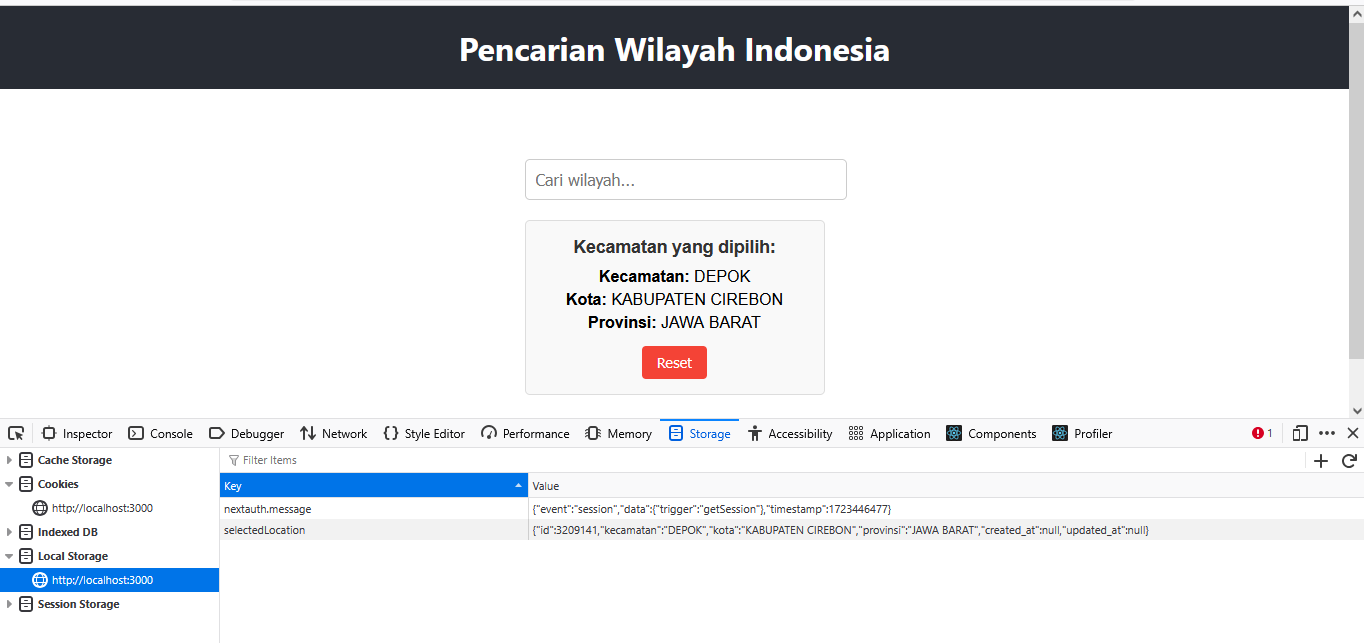 Pencarian Wilayah Indonesia
Cari wilayah...
Kecamatan yang dipilih:
Kecamatan: DEPOK
Kota: KABUPATEN CIREBON
Provinsi: JAWA BARAT
Reset
Inspector Console Debugger Network Style Editor Performance Memory Storage Accessibility Application Components Profiler 1
Cache Storage
Cookies
http://localhost:3000
Indexed DB
Local Storage
http://localhost:3000
Session Storage
Filter Items
Key Value
nextauth.message {"event":"session","data":{"trigger":"getSession"},"timestamp":1723446477}
selectedLocation {"id":3209141,"kecamatan":"DEPOK","kota":"KABUPATEN CIREBON","provinsi":"JAWA BARAT","created_at":null,"updated_at":null}